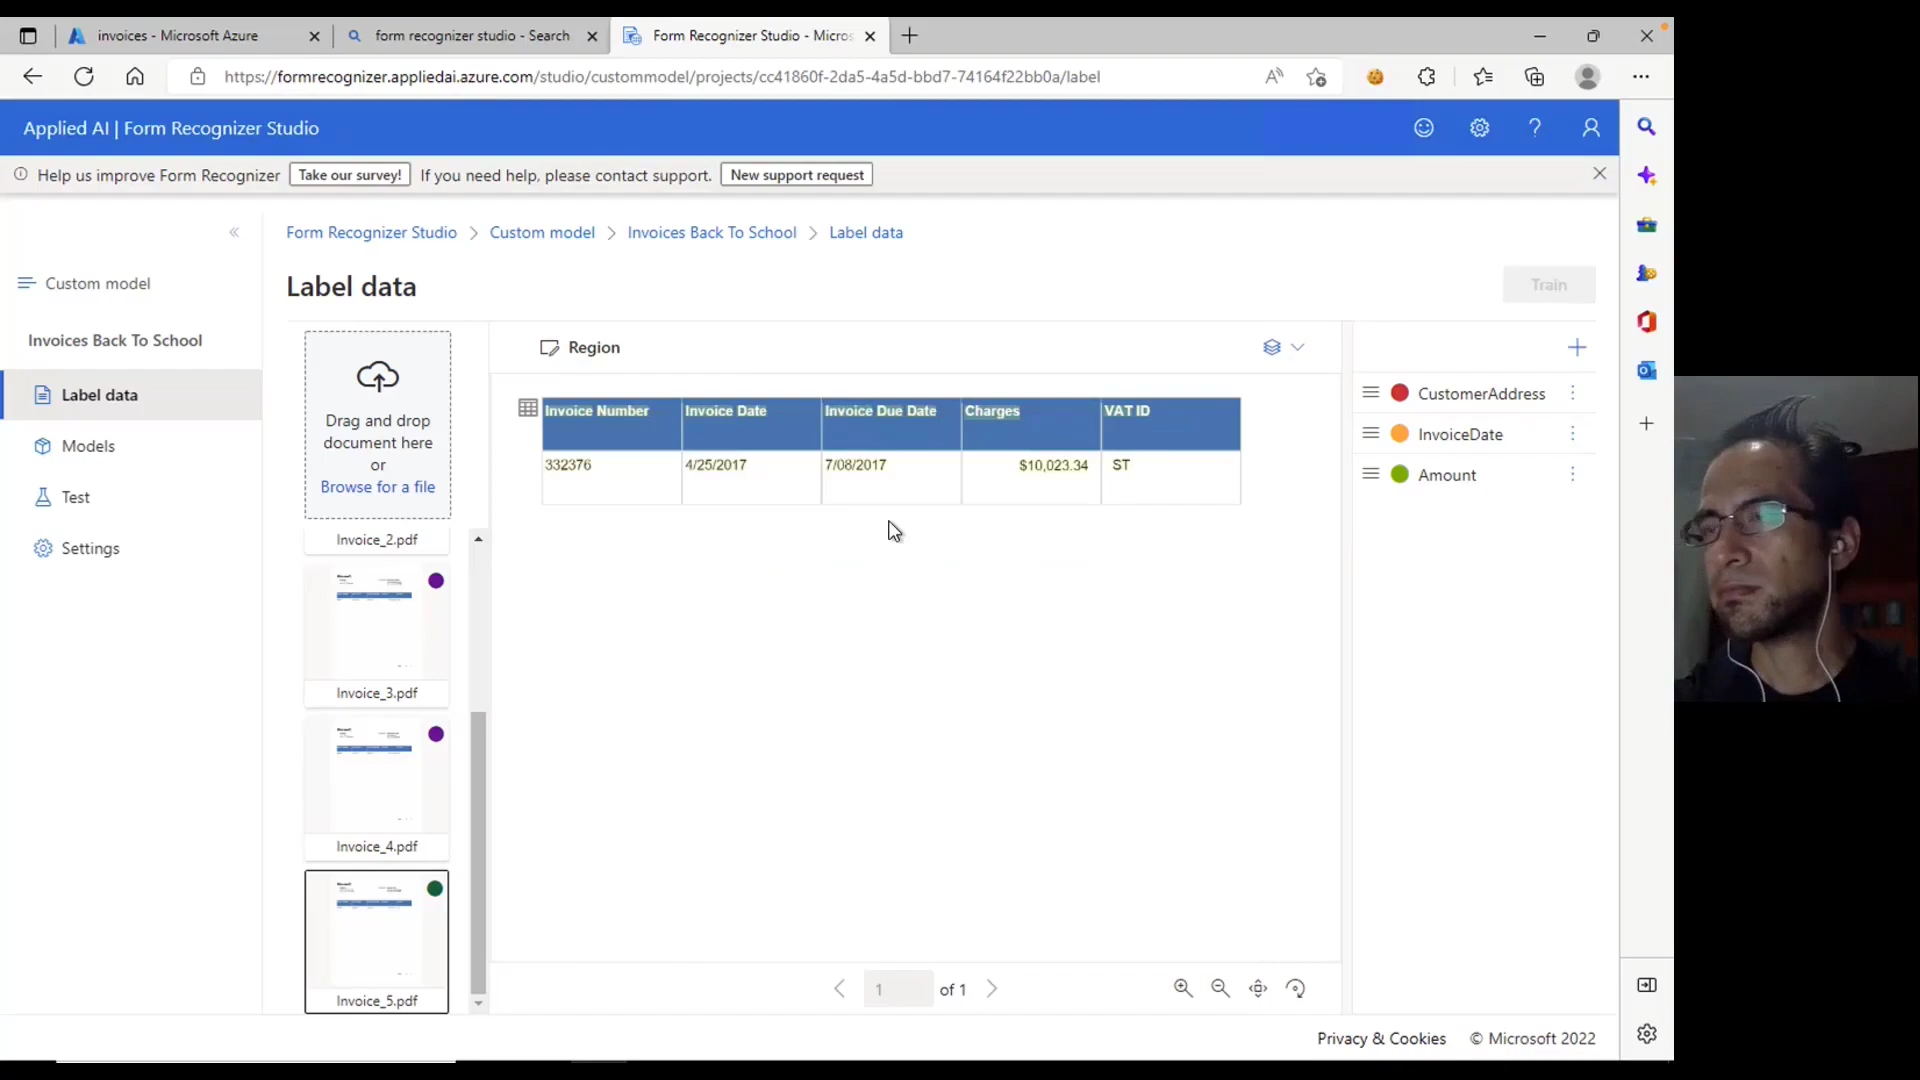 invoices - Microsoft Azure
form recognizer studio - Search
Form Recognizer Studio - Micros
https://formrecognizer.appliedai.azure.com/studio/custommodel/projects/cc41860f-2da5-4a5d-bbd7-74164f22bb0a/label
Applied AI | Form Recognizer Studio
Help us improve Form Recognizer Take our survey! If you need help, please contact support. New support request
Form Recognizer Studio > Custom model > Invoices Back To School > Label data
Custom model
Label data
Train
Invoices Back To School
Label data
Models
Test
Settings
Drag and drop
document here
or
Browse for a file
Invoice_2.pdf
Invoice_3.pdf
Invoice_4.pdf
Invoice_5.pdf
Region
Invoice Number Invoice Date Invoice Due Date Charges VAT ID
332376 4/25/2017 7/08/2017 $10,023.34 ST
CustomerAddress
InvoiceDate
Amount
1 of 1
Privacy & Cookies © Microsoft 2022